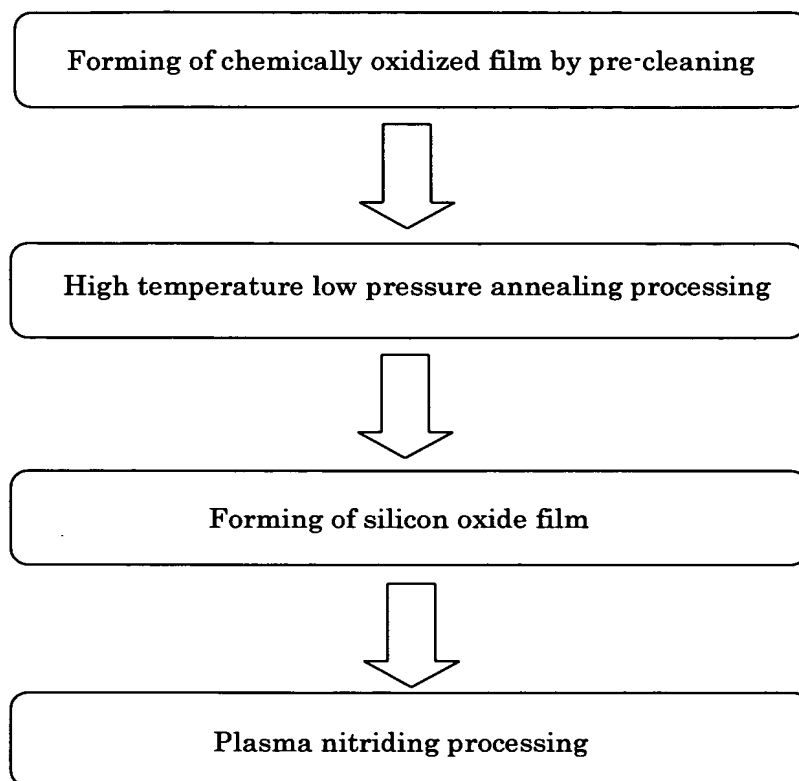 Forming of chemically oxidized film by pre-cleaning
High temperature low pressure annealing processing
Forming of silicon oxide film
Plasma nitriding processing